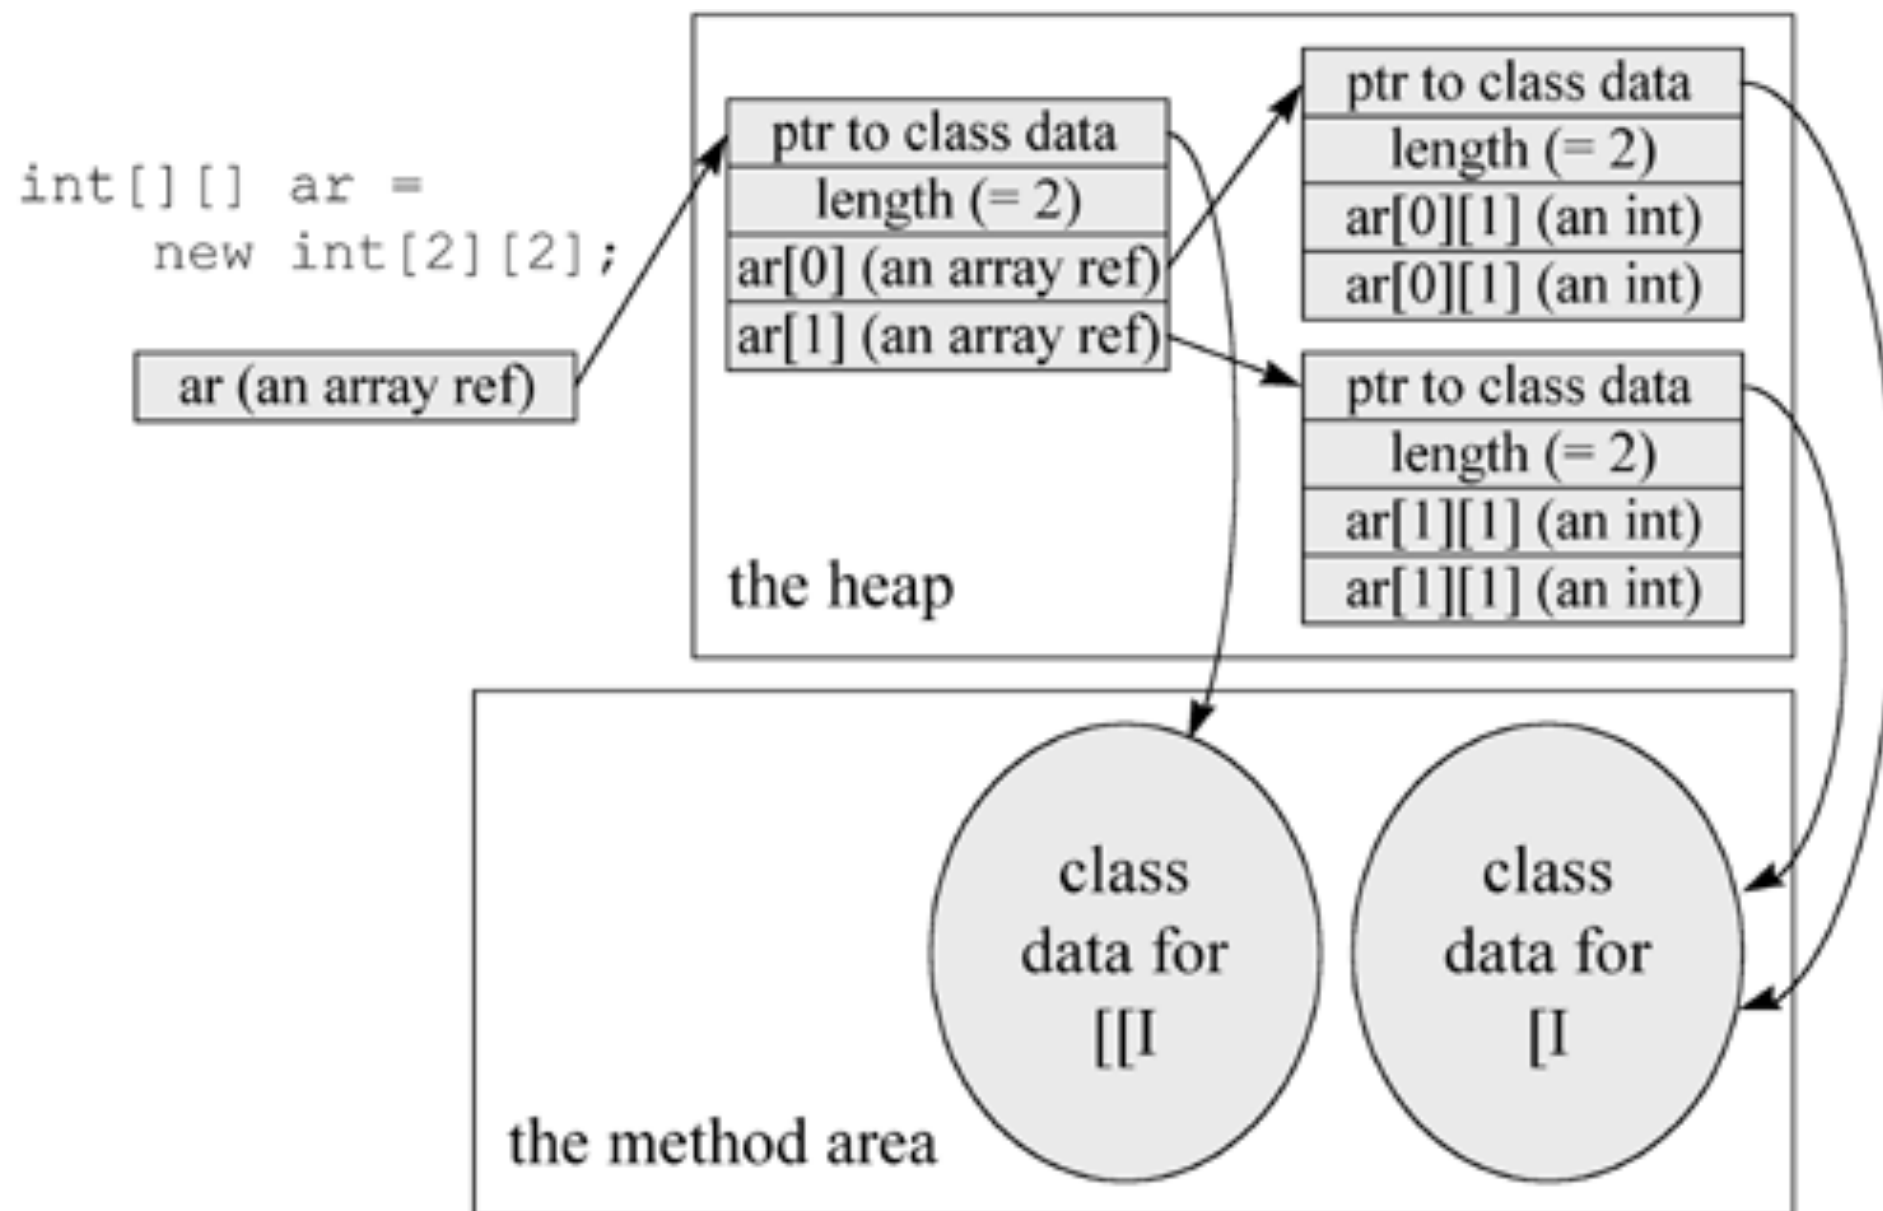 int[][] ar =
new int[2][2];
ar (an array ref)
ptr to class data
length (= 2)
ar[0] (an array ref)
ar[1] (an array ref)
ptr to class data
length (= 2)
ar[0][1] (an int)
ar[0][1] (an int)
ptr to class data
length (= 2)
ar[1][1] (an int)
ar[1][1] (an int)
the heap
class
data for
[[I
class
data for
[I
the method area